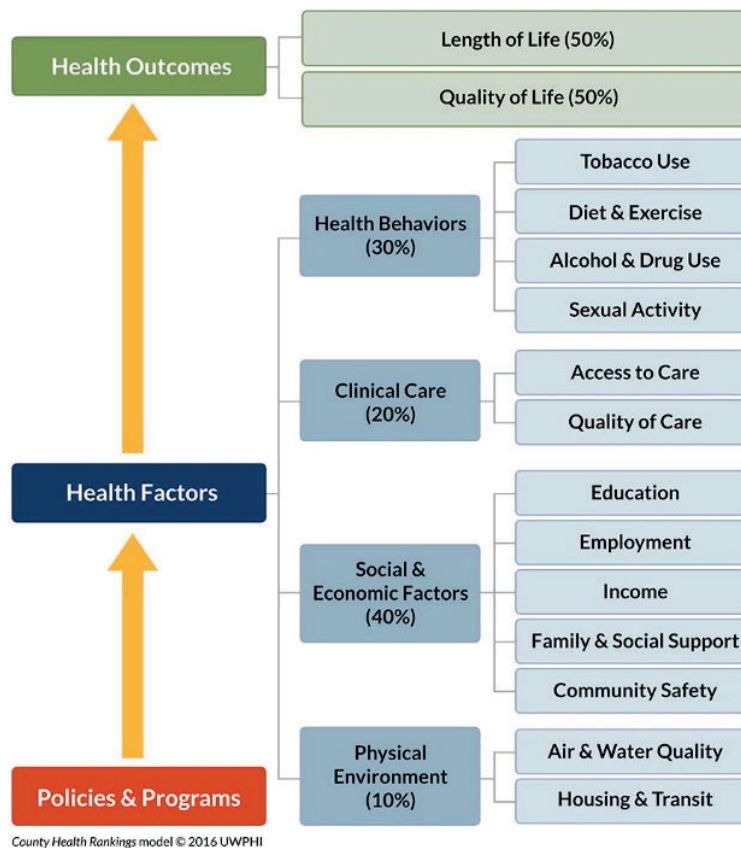 Health Outcomes
Length of Life (50%)
Quality of Life (50%)
Health Behaviors
(30%)
Tobacco Use
Diet & Exercise
Alcohol & Drug Use
Sexual Activity
Clinical Care
(20%)
Access to Care
Quality of Care
Health Factors
Social &
Economic Factors
(40%)
Education
Employment
Income
Family & Social Support
Community Safety
Physical
Environment
(10%)
Air & Water Quality
Housing & Transit
Policies & Programs
County Health Rankings model © 2016 UWPHI